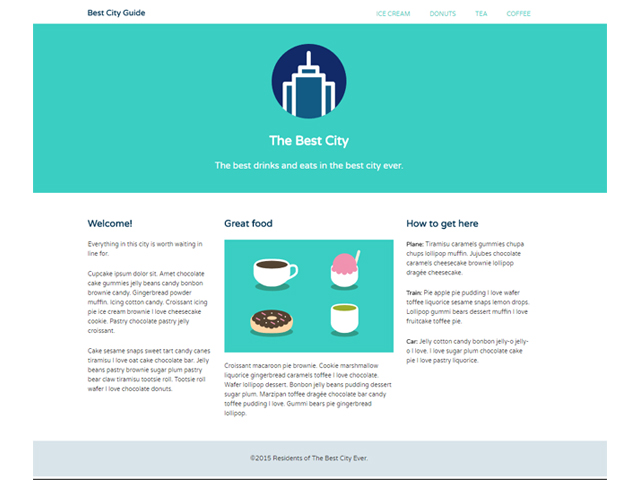 Best City Guide
ICE CREAM DONUTS TEA COFFEE
The Best City
The best drinks and eats in the best city ever.
Welcome!
Everything in this city is worth waiting in
line for.
Cupcake ipsum dolor sit. Amet chocolate
cake gummies jelly beans candy bonbon
brownie candy. Gingerbread powder
muffin. Icing cotton candy. Croissant icing
pie ice cream brownie I love cheesecake
cookie. Pastry chocolate pastry jelly
croissant.
Cake sesame snaps sweet tart candy canes
tiramisu I love oat cake chocolate bar. Jelly
beans pastry brownie sugar plum pastry
bear claw tiramisu tootsie roll. Tootsie roll
wafer I love chocolate donuts.
Great food
Croissant macaroon pie brownie. Cookie marshmallow
liquorice gingerbread caramels toffee I love chocolate.
Wafer lollipop dessert. Bonbon jelly beans pudding dessert
sugar plum. Marzipan toffee dragée chocolate bar candy
toffee pudding I love. Gummi bears pie gingerbread
lollipop.
How to get here
Plane: Tiramisu caramels gummies chupa
chups lollipop muffin. Jujubes chocolate
caramels cheesecake brownie lollipop
dragée cheesecake.
Train: Pie apple pie pudding I love wafer
toffee liquorice sesame snaps lemon drops.
Lollipop gummi bears dessert muffin I love
fruitcake toffee pie.
Car: Jelly cotton candy bonbon jelly-o jelly-
o I love. I love sugar plum chocolate cake
pie I love pastry liquorice.
©2015 Residents of The Best City Ever.